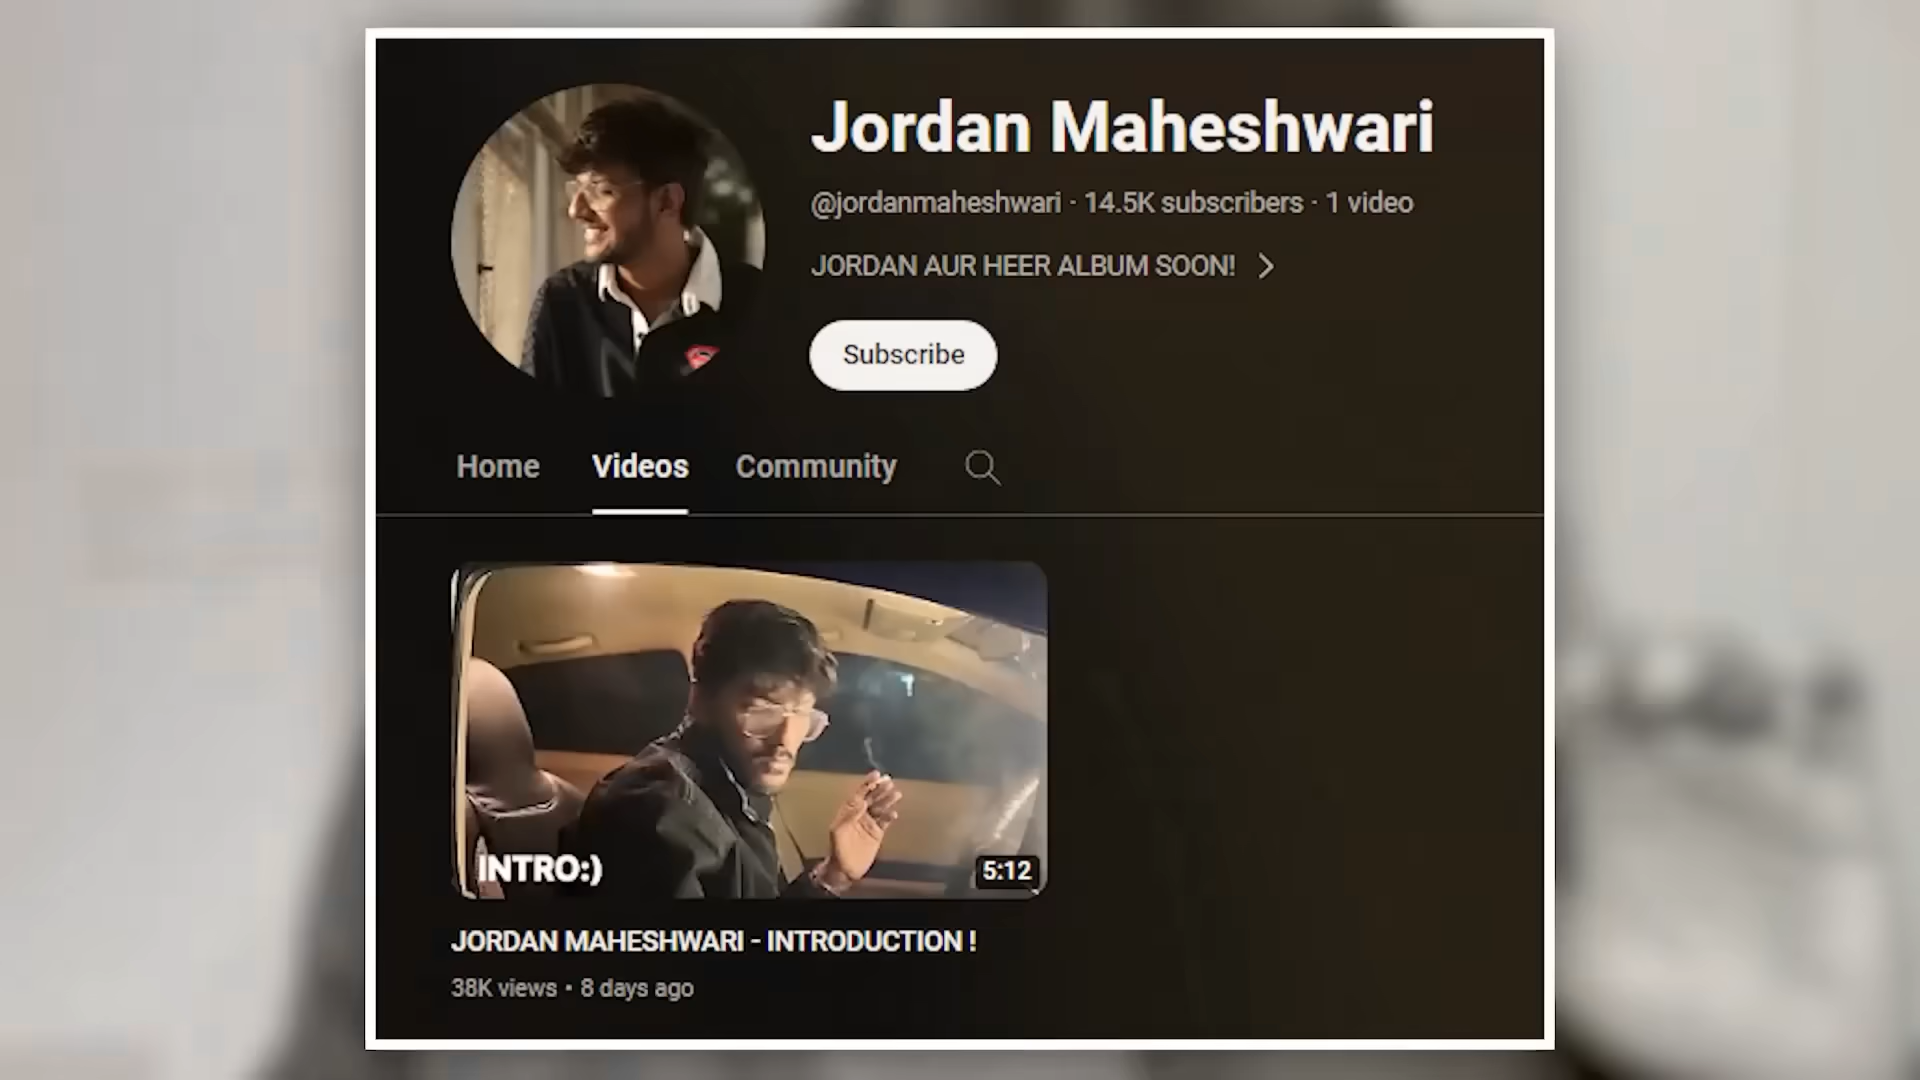 Jordan Maheshwari
@jordanmaheshwari · 14.5K subscribers · 1 video
JORDAN AUR HEER ALBUM SOON!
Subscribe
Home Videos Community
INTRO:)
5:12
JORDAN MAHESHWARI - INTRODUCTION !
38K views • 8 days ago